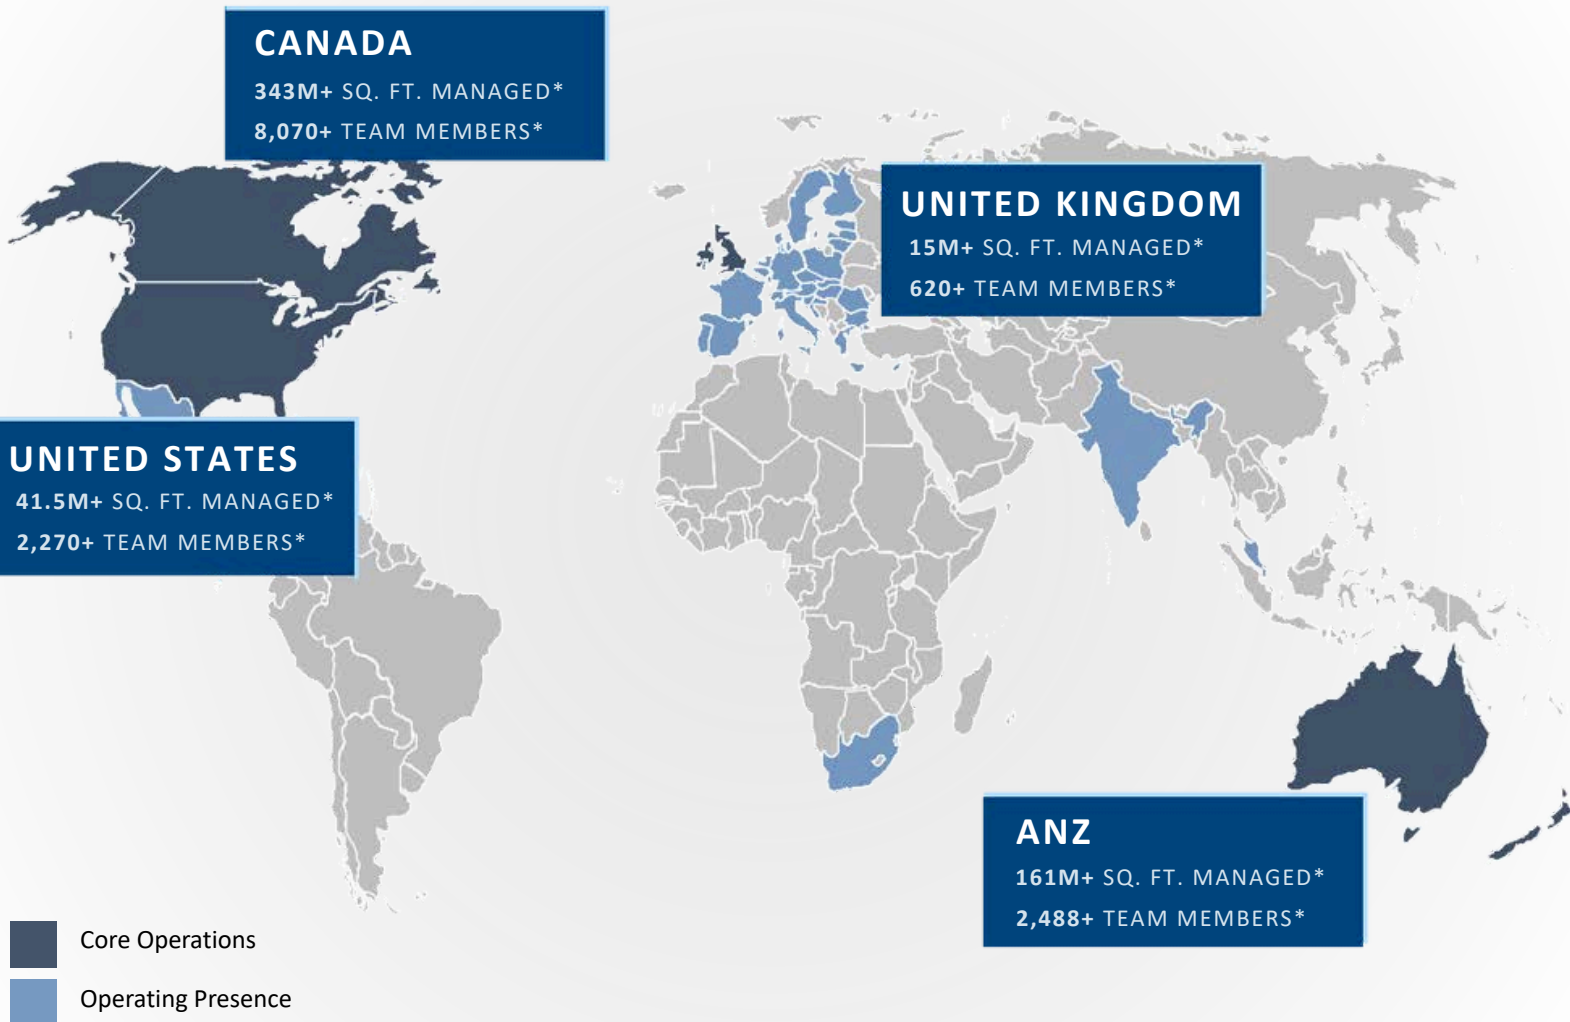 CANADA
343M+ SQ. FT. MANAGED*
8,070+ TEAM MEMBERS*
UNITED KINGDOM
15M+ SQ. FT. MANAGED*
620+ TEAM MEMBERS*
UNITED STATES
41.5M+ SQ. FT. MANAGED*
2,270+ TEAM MEMBERS*
ANZ
161M+ SQ. FT. MANAGED*
2,488+ TEAM MEMBERS*
Core Operations
Operating Presence